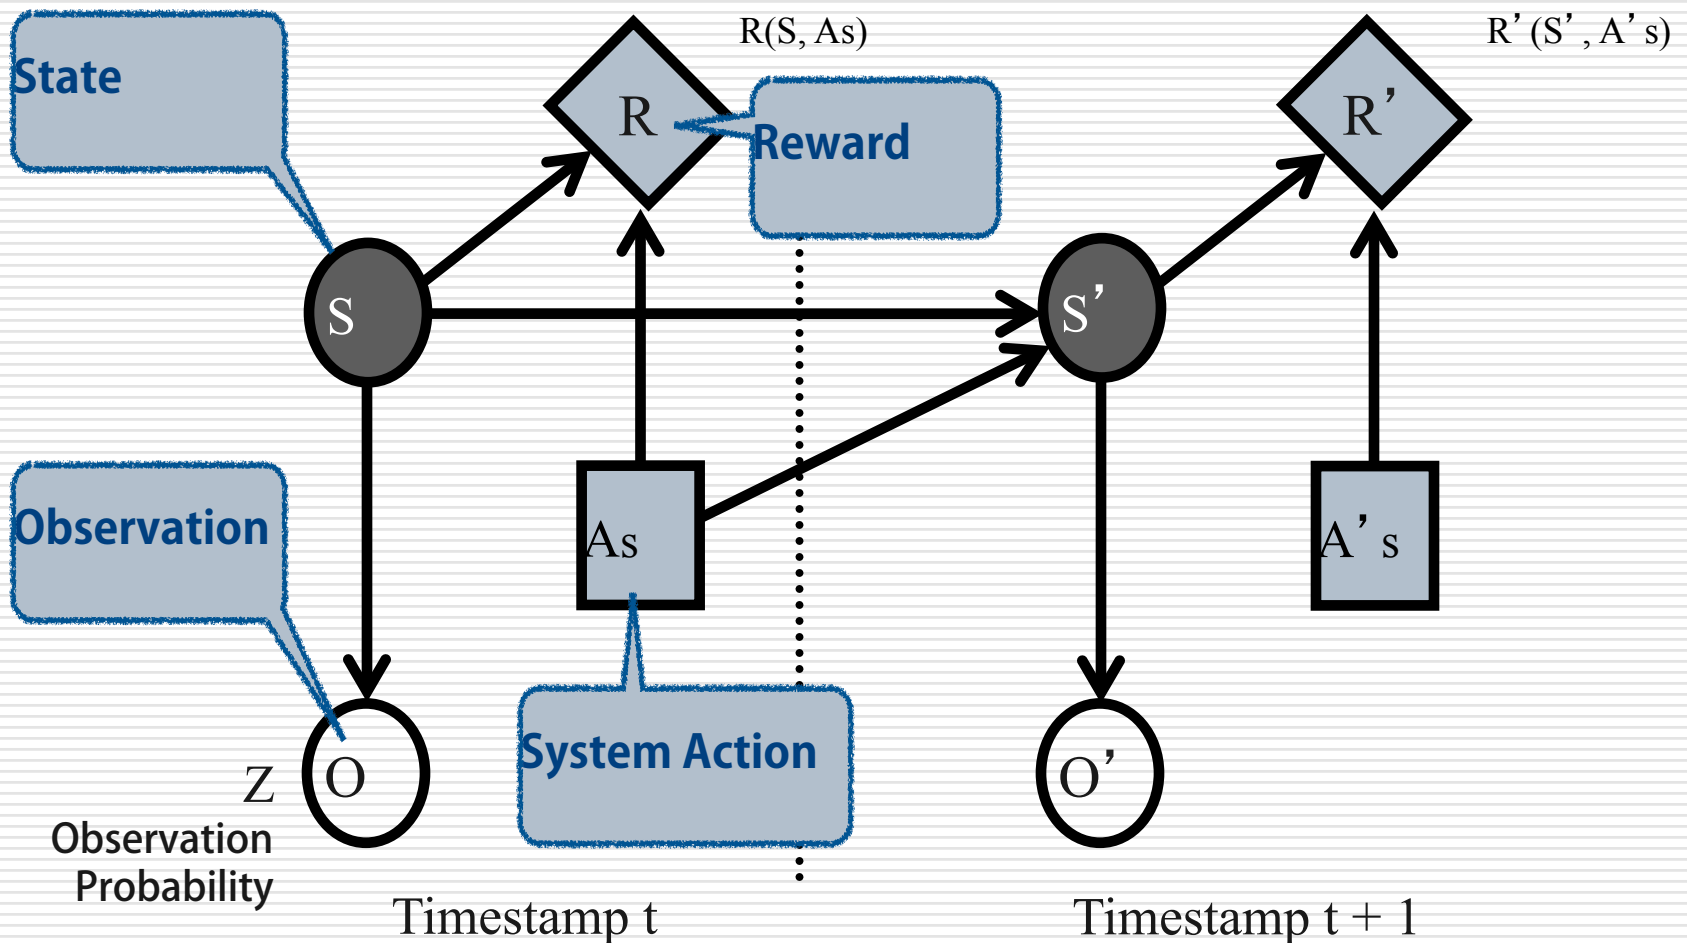 State
R(S, As)
R
Reward
R’(S’, A’s)
R’
S
S’
Observation
As
A’s
System Action
Z
O
O’
Observation
Probability
Timestamp t
Timestamp t + 1